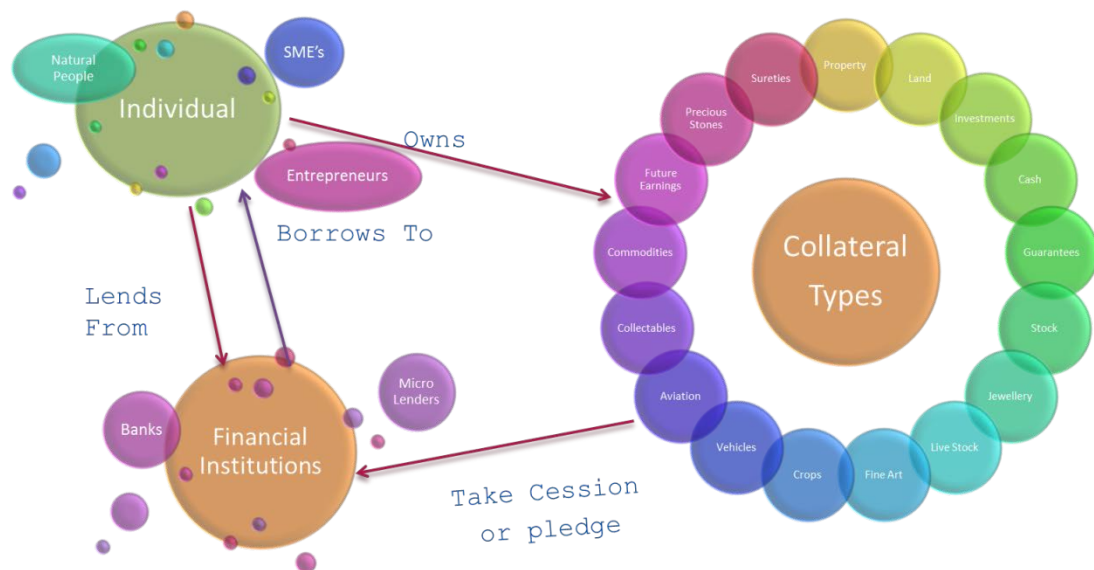 Natural
People
Individual
SME's
Entrepreneurs
Owns
Borrows To
Lends
From
Banks
Financial
Institutions
Micro
Lenders
Take Cession
or pledge
Collateral
Types
Property
Land
Investments
Cash
Guarantees
Stock
Jewellery
Live Stock
Fine Art
Crops
Vehicles
Aviation
Collectables
Commodities
Future
Earnings
Precious
Stones
Sureties